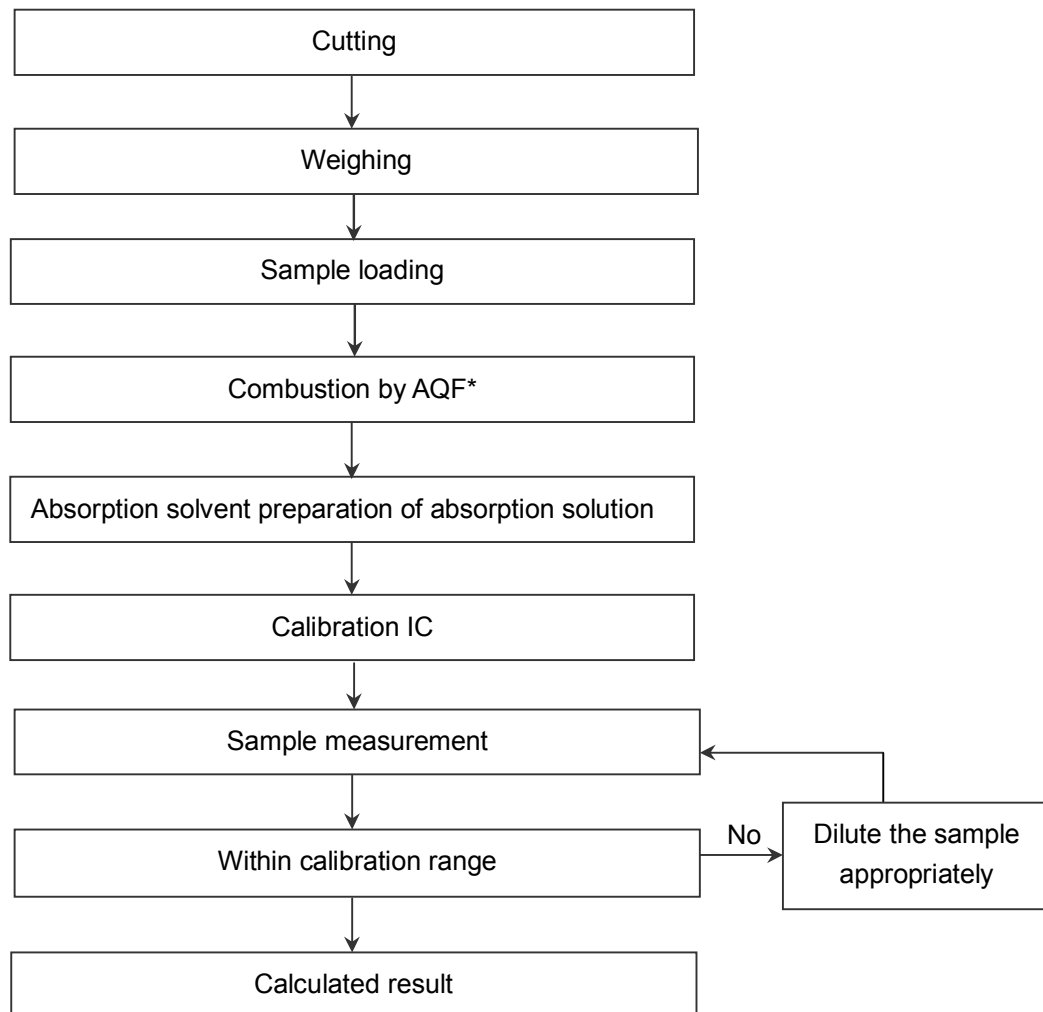 Cutting
Weighing
Sample loading
Combustion by AQF*
Absorption solvent preparation of absorption solution
Calibration IC
Sample measurement
Within calibration range
No
Dilute the sample
appropriately
Calculated result